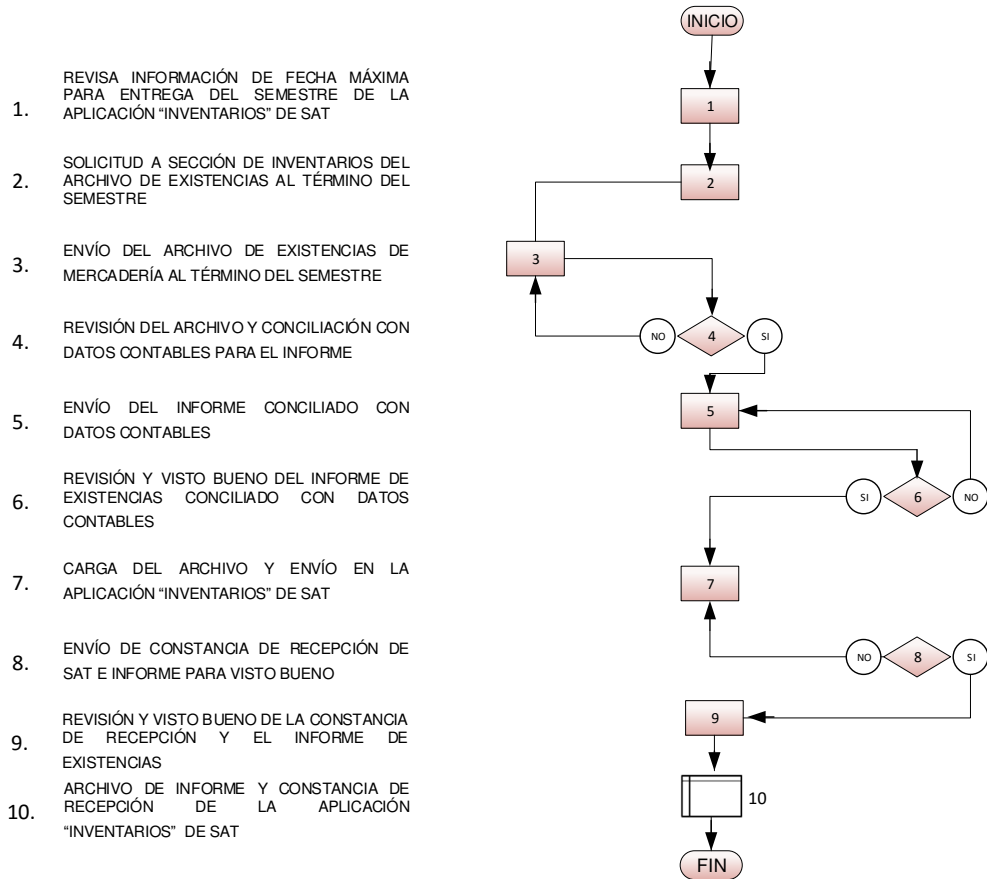 INICIO
1.
REVISA INFORMACIÓN DE FECHA MÁXIMA
PARA ENTREGA DEL SEMESTRE DE LA
APLICACIÓN “INVENTARIOS” DE SAT
2.
SOLICITUD A SECCIÓN DE INVENTARIOS DEL
ARCHIVO DE EXISTENCIAS AL TÉRMINO DEL
SEMESTRE
3.
ENVÍO DEL ARCHIVO DE EXISTENCIAS DE
MERCADERÍA AL TÉRMINO DEL SEMESTRE
4.
REVISIÓN DEL ARCHIVO Y CONCILIACIÓN CON
DATOS CONTABLES PARA EL INFORME
5.
ENVÍO DEL INFORME CONCILIADO CON
DATOS CONTABLES
6.
REVISIÓN Y VISTO BUENO DEL INFORME DE
EXISTENCIAS CONCILIADO CON DATOS
CONTABLES
7.
CARGA DEL ARCHIVO Y ENVÍO EN LA
APLICACIÓN “INVENTARIOS” DE SAT
8.
ENVÍO DE CONSTANCIA DE RECEPCIÓN DE
SAT E INFORME PARA VISTO BUENO
9.
REVISIÓN Y VISTO BUENO DE LA CONSTANCIA
DE RECEPCIÓN Y EL INFORME DE
EXISTENCIAS
10.
ARCHIVO DE INFORME Y CONSTANCIA DE
RECEPCIÓN DE LA APLICACIÓN
“INVENTARIOS” DE SAT
1
2
3
NO
4
SI
5
SI
6
NO
7
NO
8
SI
9
10
FIN